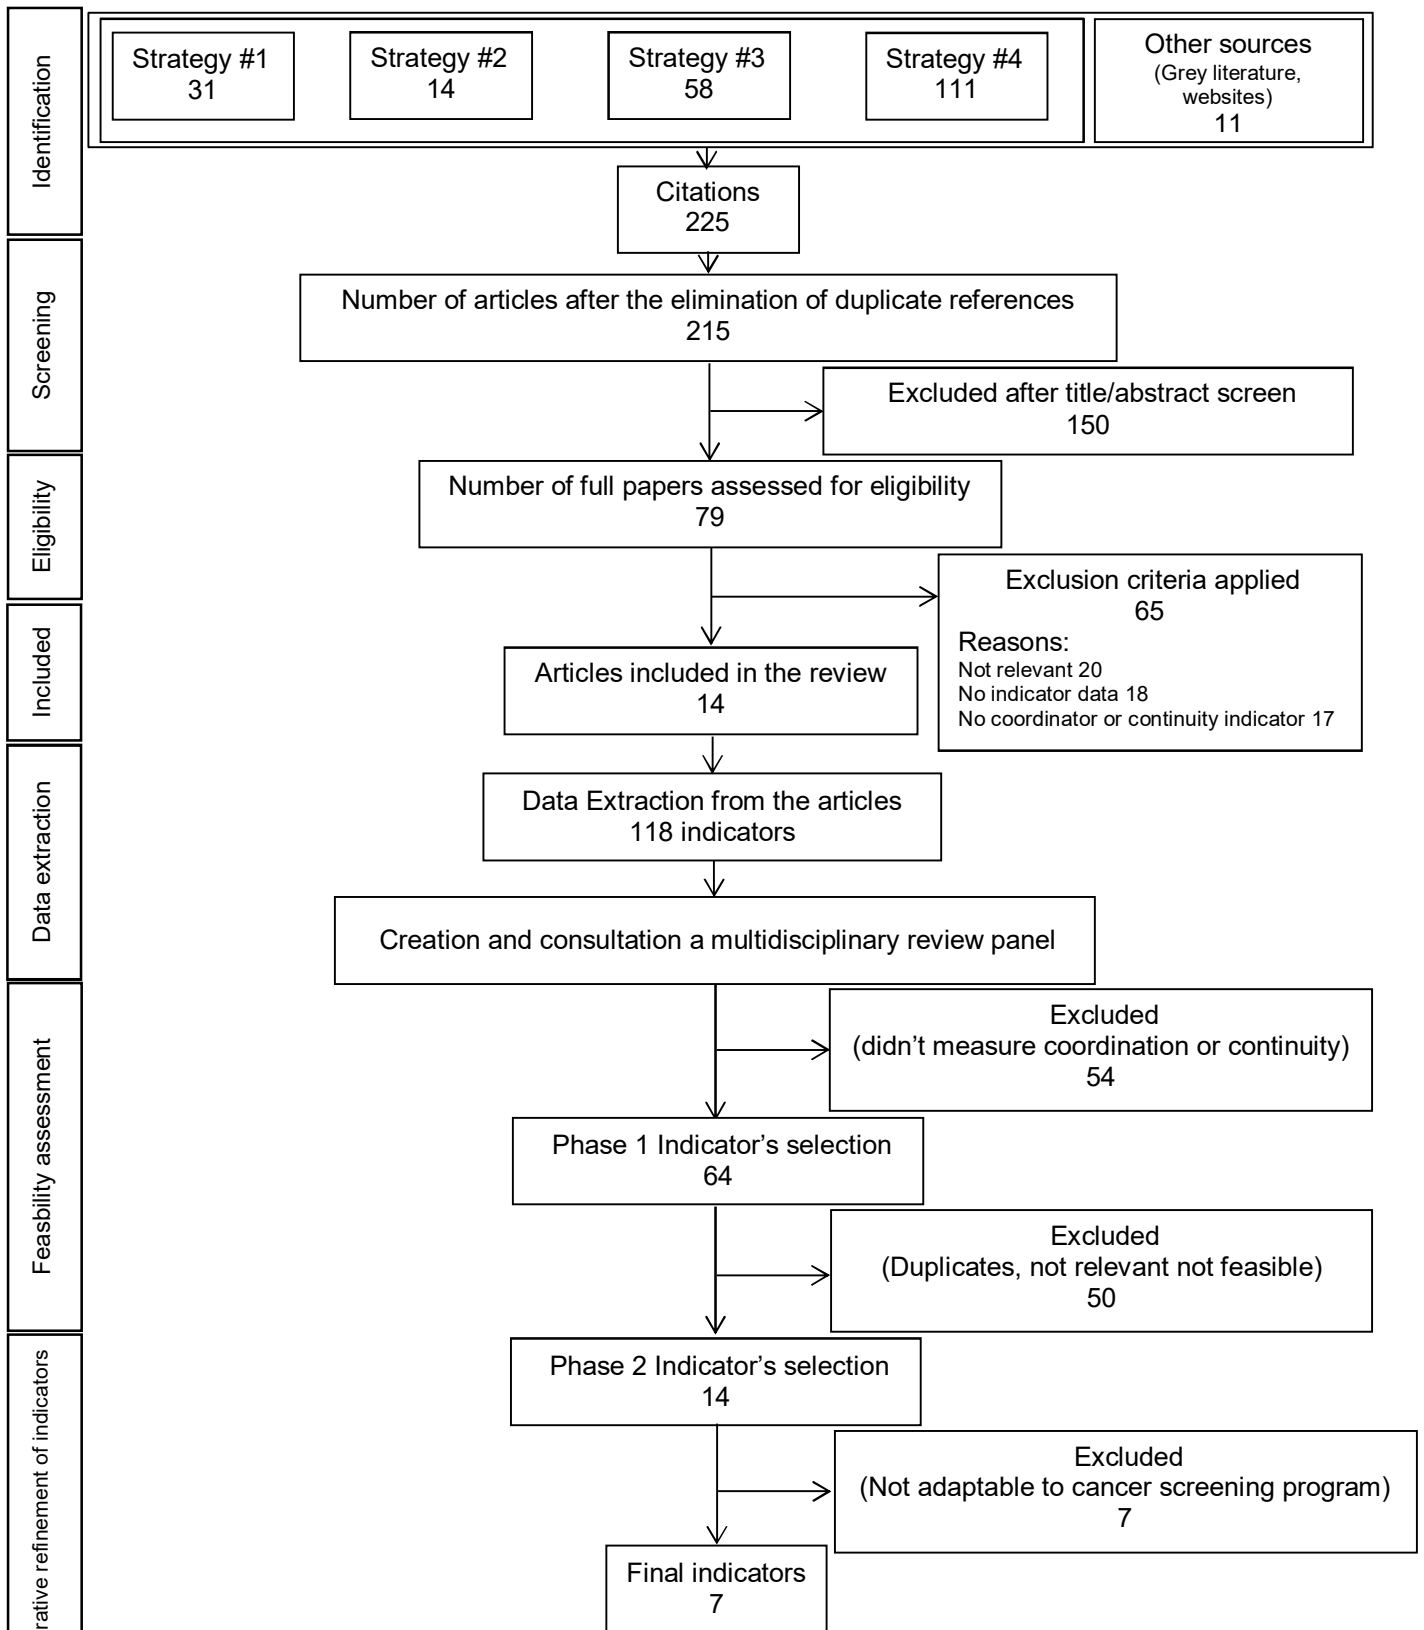 Identification
Strategy #1
31
Strategy #2
14
Strategy #3
58
Strategy #4
111
Other sources
(Grey literature,
websites)
11
Citations
225
Screening
Number of articles after the elimination of duplicate references
215
Excluded after title/abstract screen
150
Eligibility
Number of full papers assessed for eligibility
79
Exclusion criteria applied
65
Reasons:
Not relevant 20
No indicator data 18
No coordinator or continuity indicator 17
Included
Articles included in the review
14
Data extraction
Data Extraction from the articles
118 indicators
Creation and consultation a multidisciplinary review panel
Feasbility assessment
Excluded
(didn’t measure coordination or continuity)
54
Phase 1 Indicator’s selection
64
Excluded
(Duplicates, not relevant not feasible)
50
rative refinement of indicators
Phase 2 Indicator’s selection
14
Excluded
(Not adaptable to cancer screening program)
7
Final indicators
7